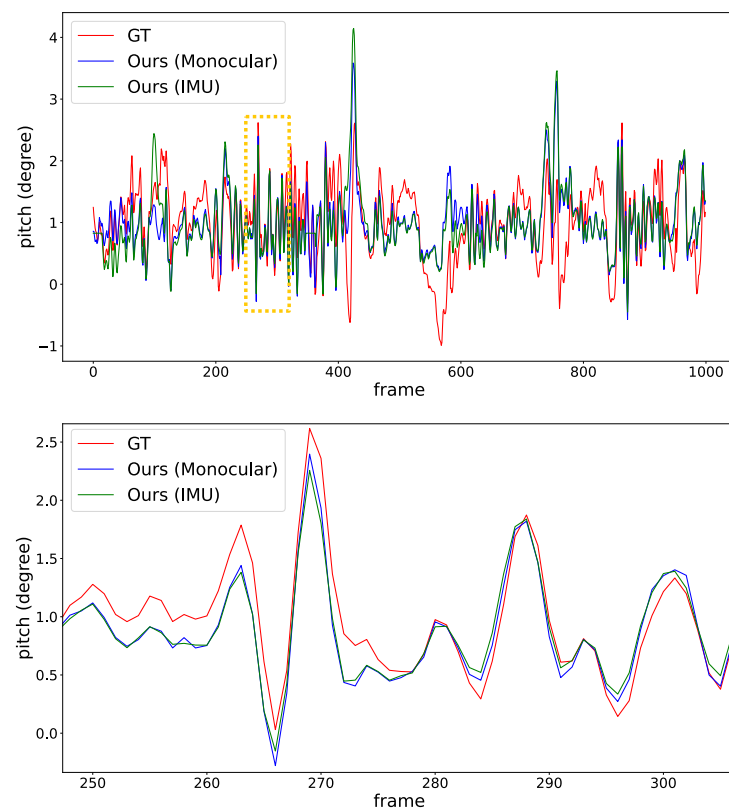 GT
Ours (Monocular)
Ours (IMU)
pitch (degree)
4
3
2
1
0
−1
0 200 400 600 800 1000
frame
GT
Ours (Monocular)
Ours (IMU)
pitch (degree)
2.5
2.0
1.5
1.0
0.5
0.0
250 260 270 280 290 300
frame